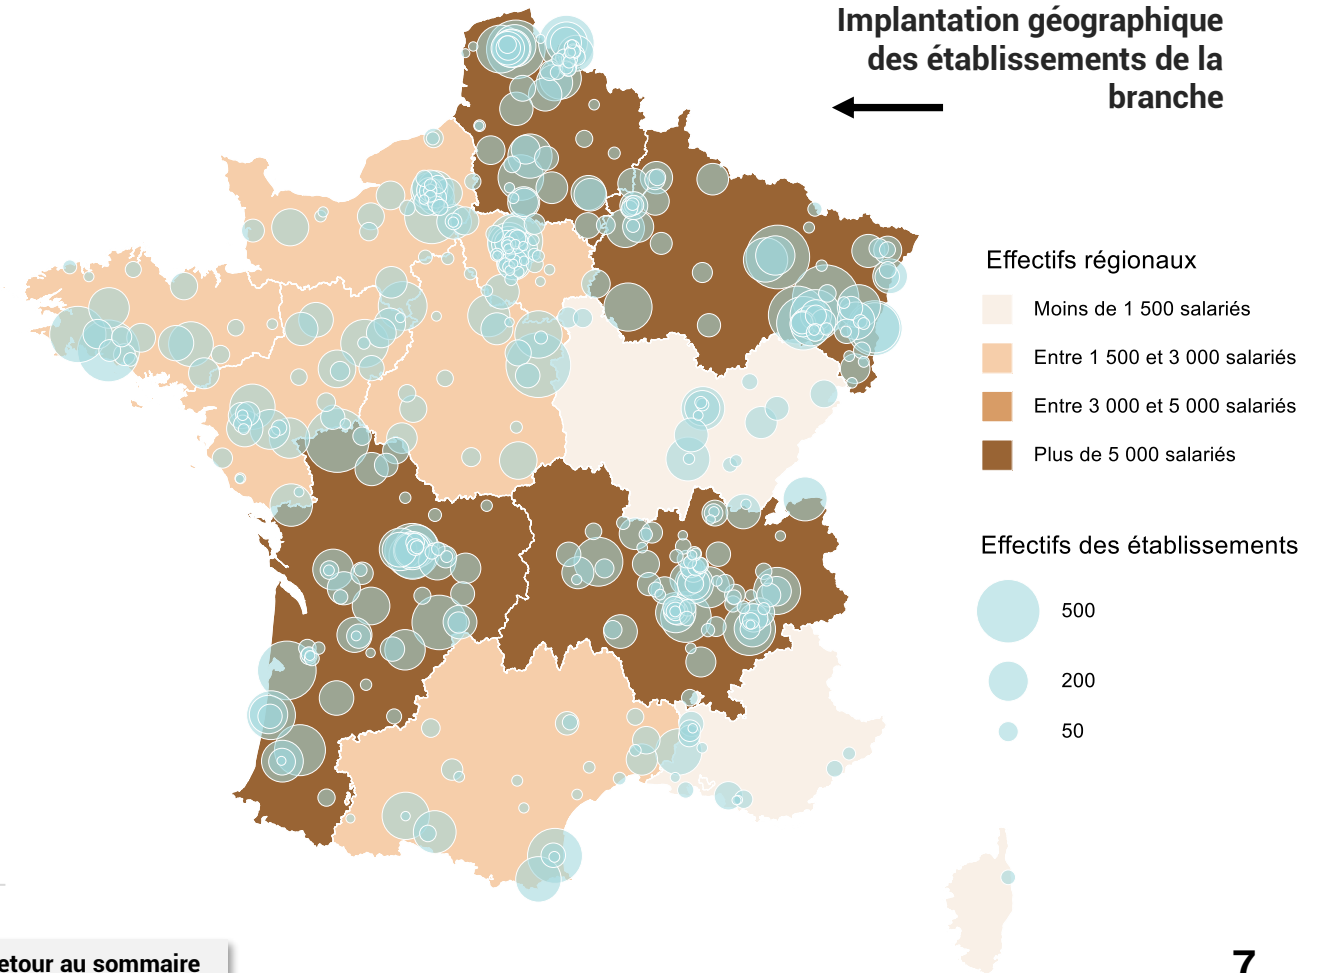 Implantation géographique
des établissements de la
branche
Effectifs régionaux
Moins de 1 500 salariés
Entre 1 500 et 3 000 salariés
Entre 3 000 et 5 000 salariés
Plus de 5 000 salariés
Effectifs des établissements
500
200
50
etour au sommaire
7